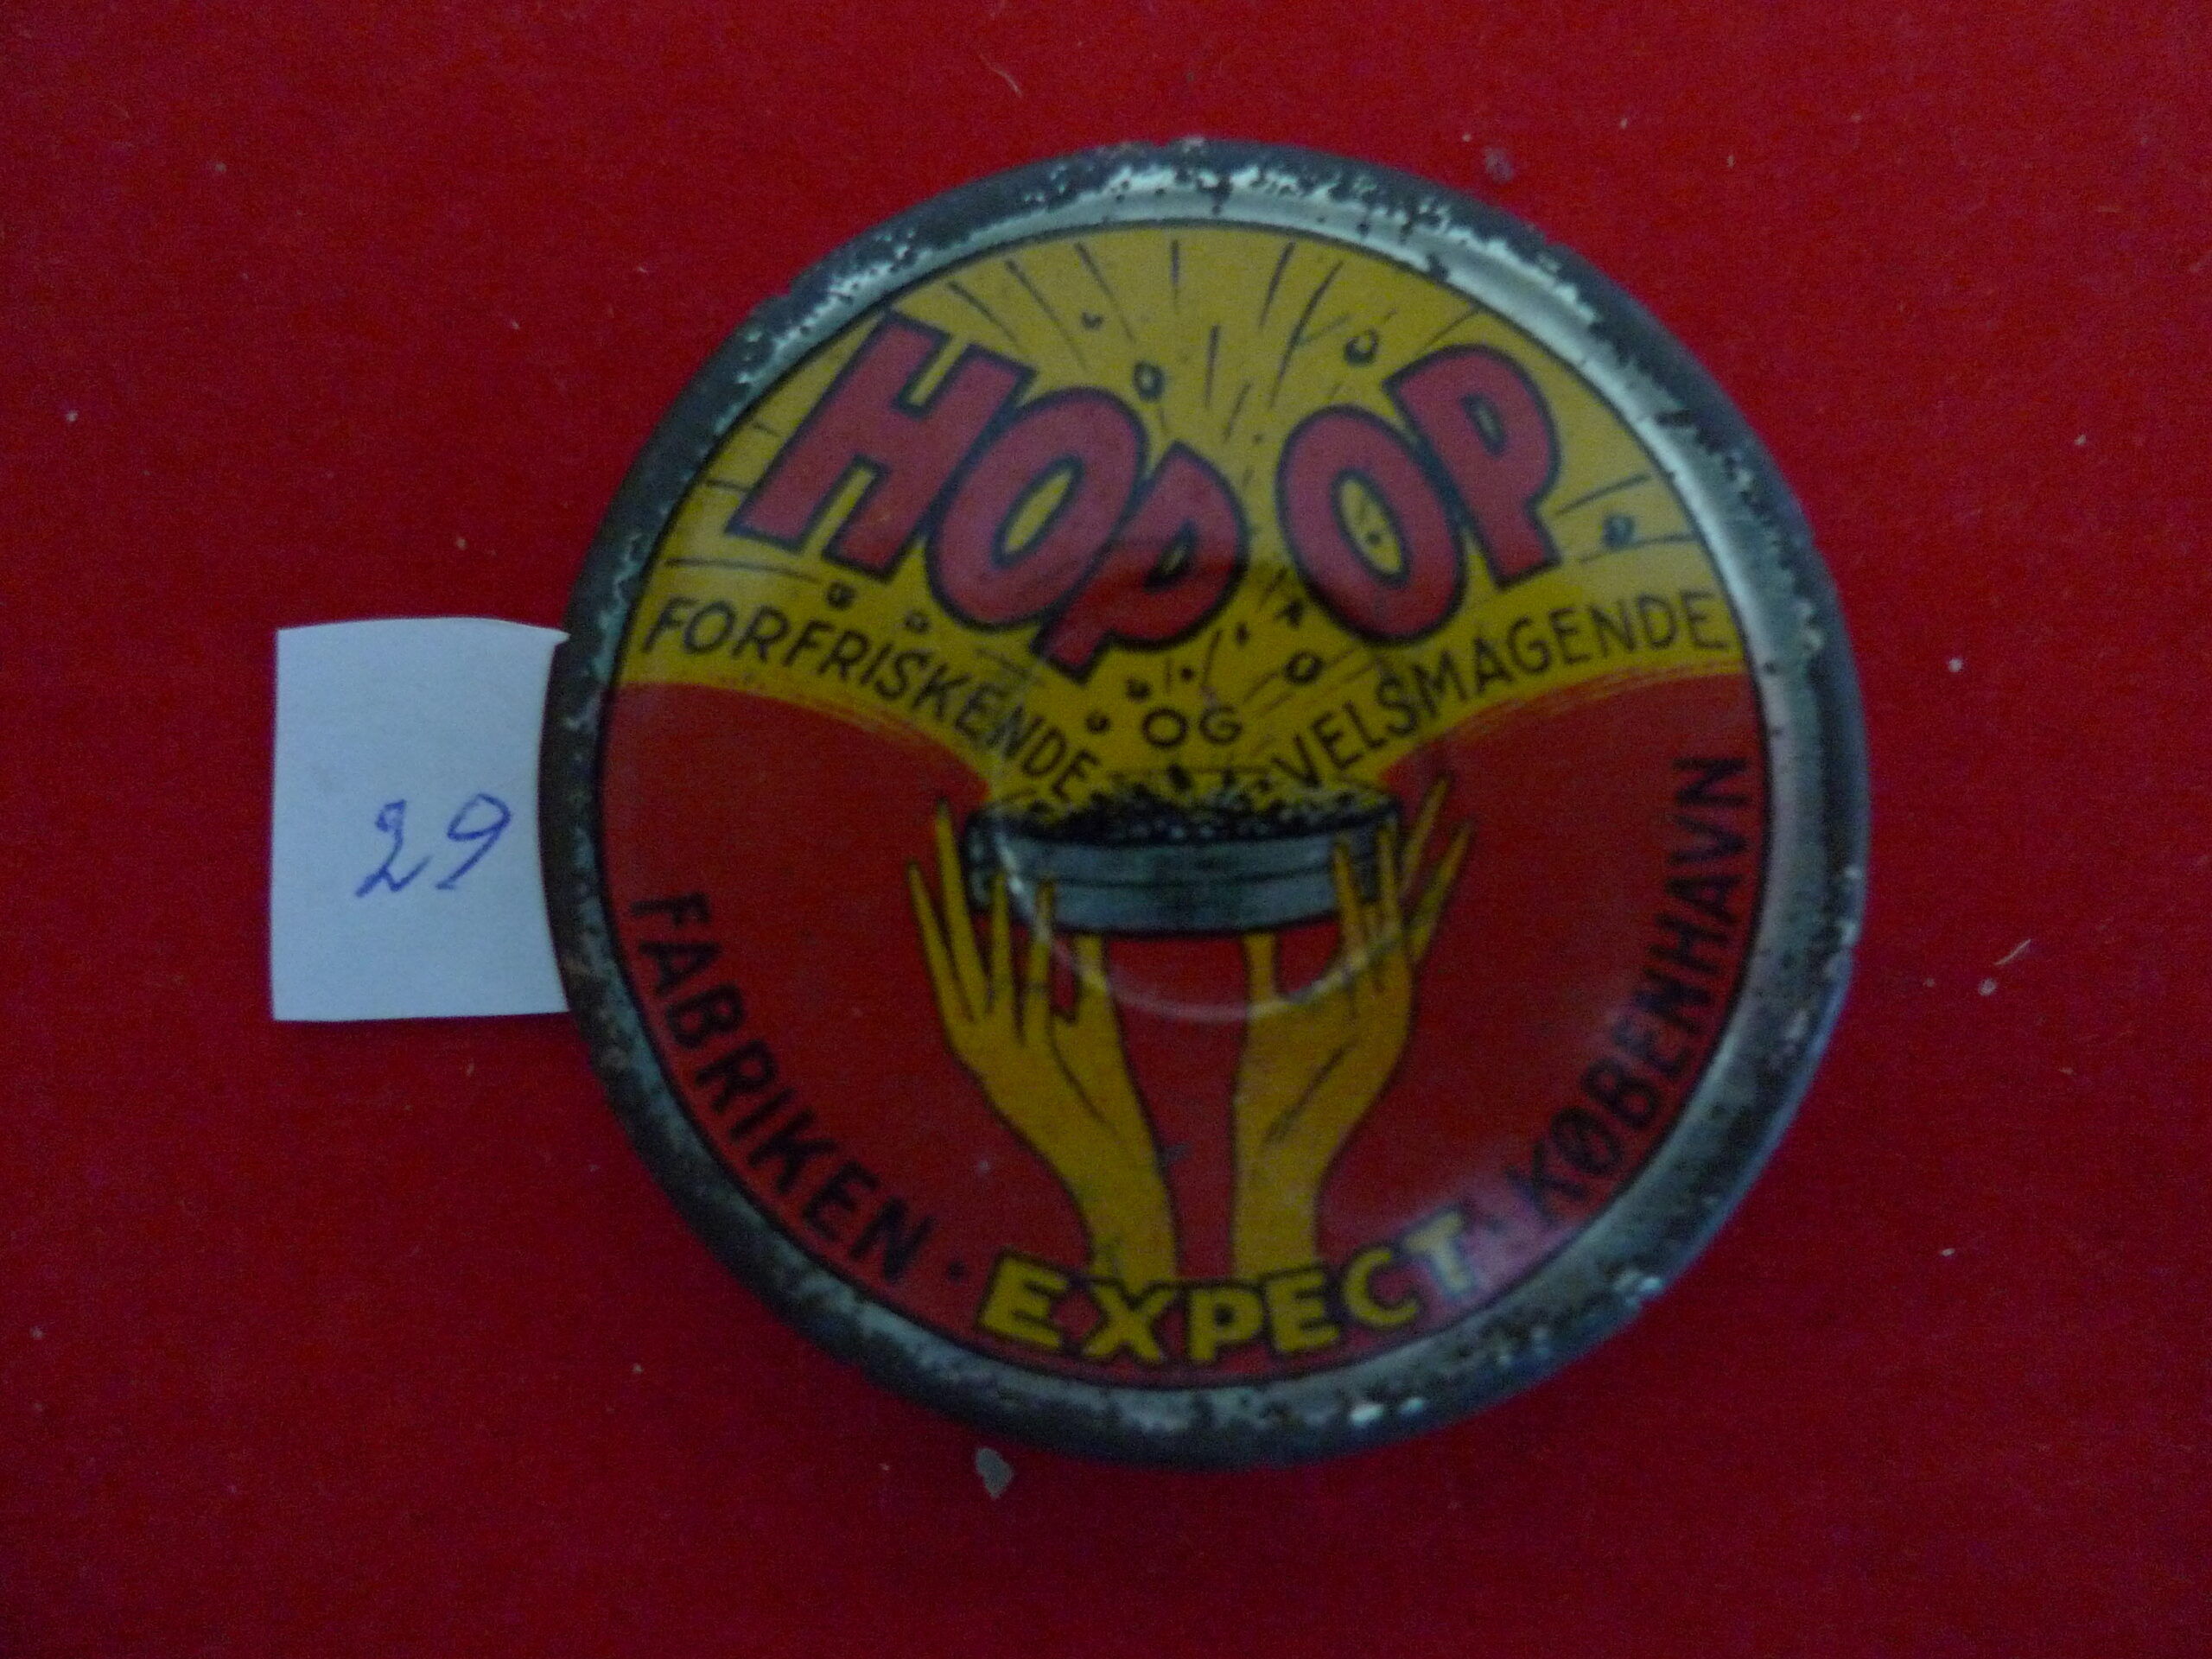 HOP OP
FORFRISKENDE OG VELSMAGENDE
29
FABRIKEN · EXPECT · KØBENHAVN